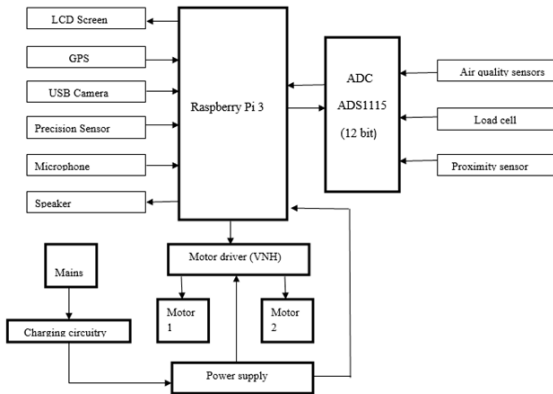 LCD Screen
GPS
USB Camera
Precision Sensor
Microphone
Speaker
Raspberry Pi 3
ADC
ADS1115
(12 bit)
Air quality sensors
Load cell
Proximity sensor
Motor driver (VNH)
Mains
Motor
1
Motor
2
Charging circuitry
Power supply